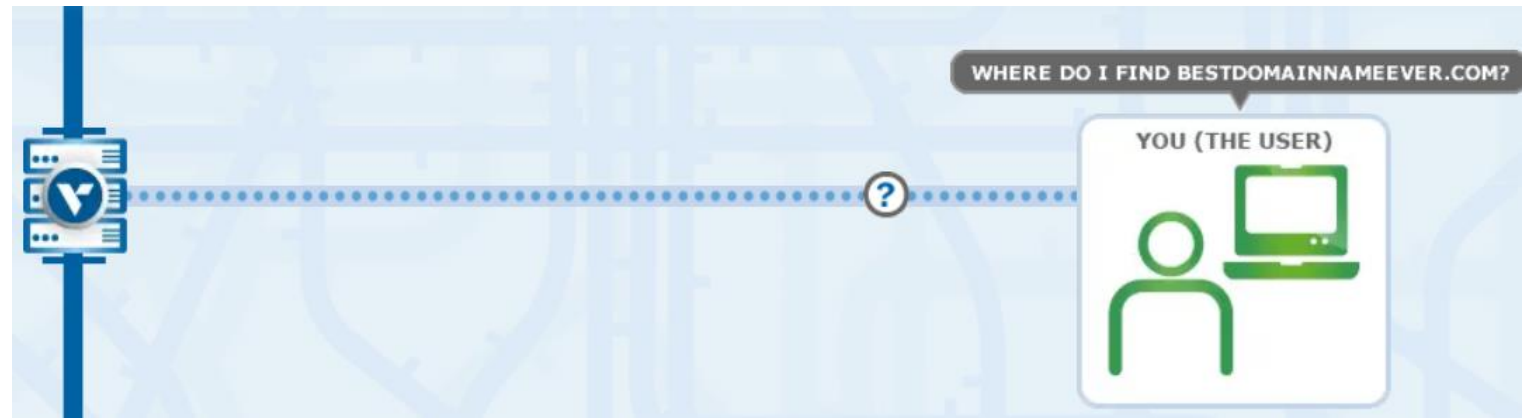 WHERE DO I FIND BESTDOMAINNAMEEVER.COM?
YOU (THE USER)
?